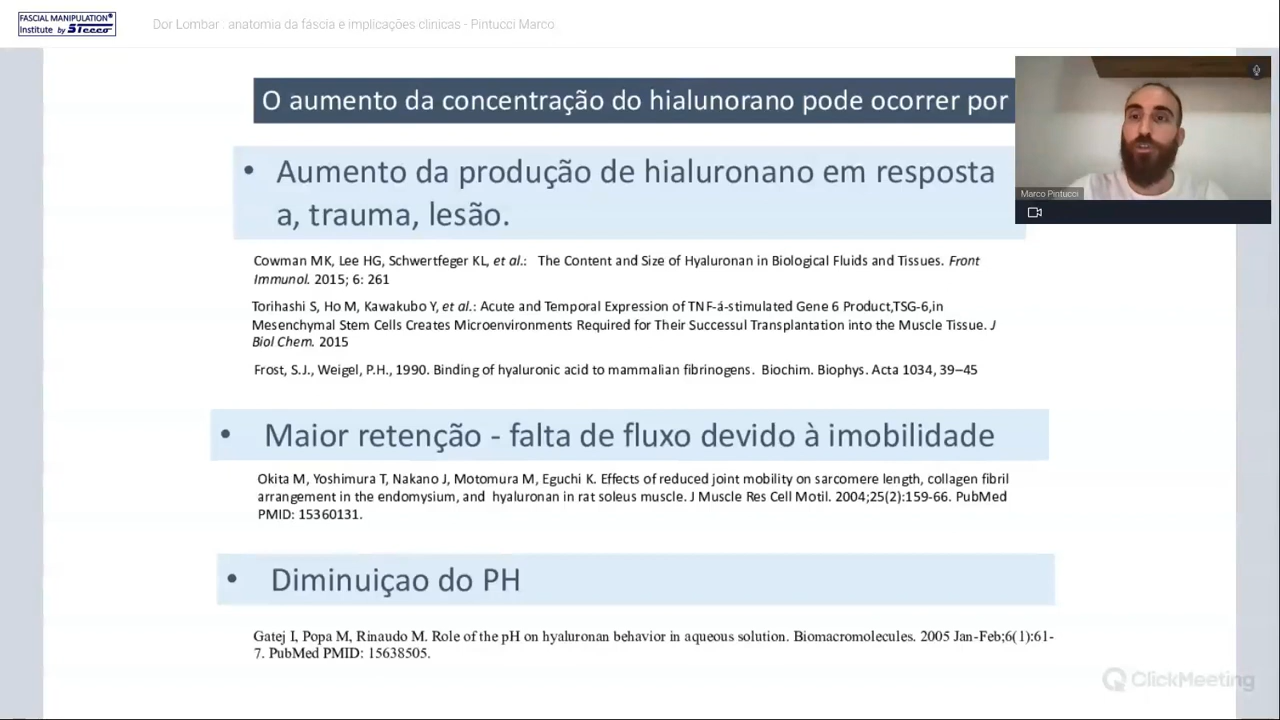 FASCIAL MANIPULATION®
Institute by Stecco
Dor Lombar : anatomia da fáscia e implicações clinicas - Pintucci Marco
O aumento da concentração do hialunorano pode ocorrer por
• Aumento da produção de hialuronano em resposta
a, trauma, lesão.
Marco Pintucci
Cowman MK, Lee HG, Schwertfeger KL, et al.: The Content and Size of Hyaluronan in Biological Fluids and Tissues. Front
Immunol. 2015; 6: 261
Torihashi S, Ho M, Kawakubo Y, et al.: Acute and Temporal Expression of TNF-á-stimulated Gene 6 Product,TSG-6,in
Mesenchymal Stem Cells Creates Microenvironments Required for Their Successul Transplantation into the Muscle Tissue. J
Biol Chem. 2015
Frost, S.J., Weigel, P.H., 1990. Binding of hyaluronic acid to mammalian fibrinogens. Biochim. Biophys. Acta 1034, 39–45
• Maior retenção - falta de fluxo devido à imobilidade
Okita M, Yoshimura T, Nakano J, Motomura M, Eguchi K. Effects of reduced joint mobility on sarcomere length, collagen fibril
arrangement in the endomysium, and hyaluronan in rat soleus muscle. J Muscle Res Cell Motil. 2004;25(2):159-66. PubMed
PMID: 15360131.
• Diminuiçao do PH
Gatej I, Popa M, Rinaudo M. Role of the pH on hyaluronan behavior in aqueous solution. Biomacromolecules. 2005 Jan-Feb;6(1):61-
7. PubMed PMID: 15638505.
ClickMeeting